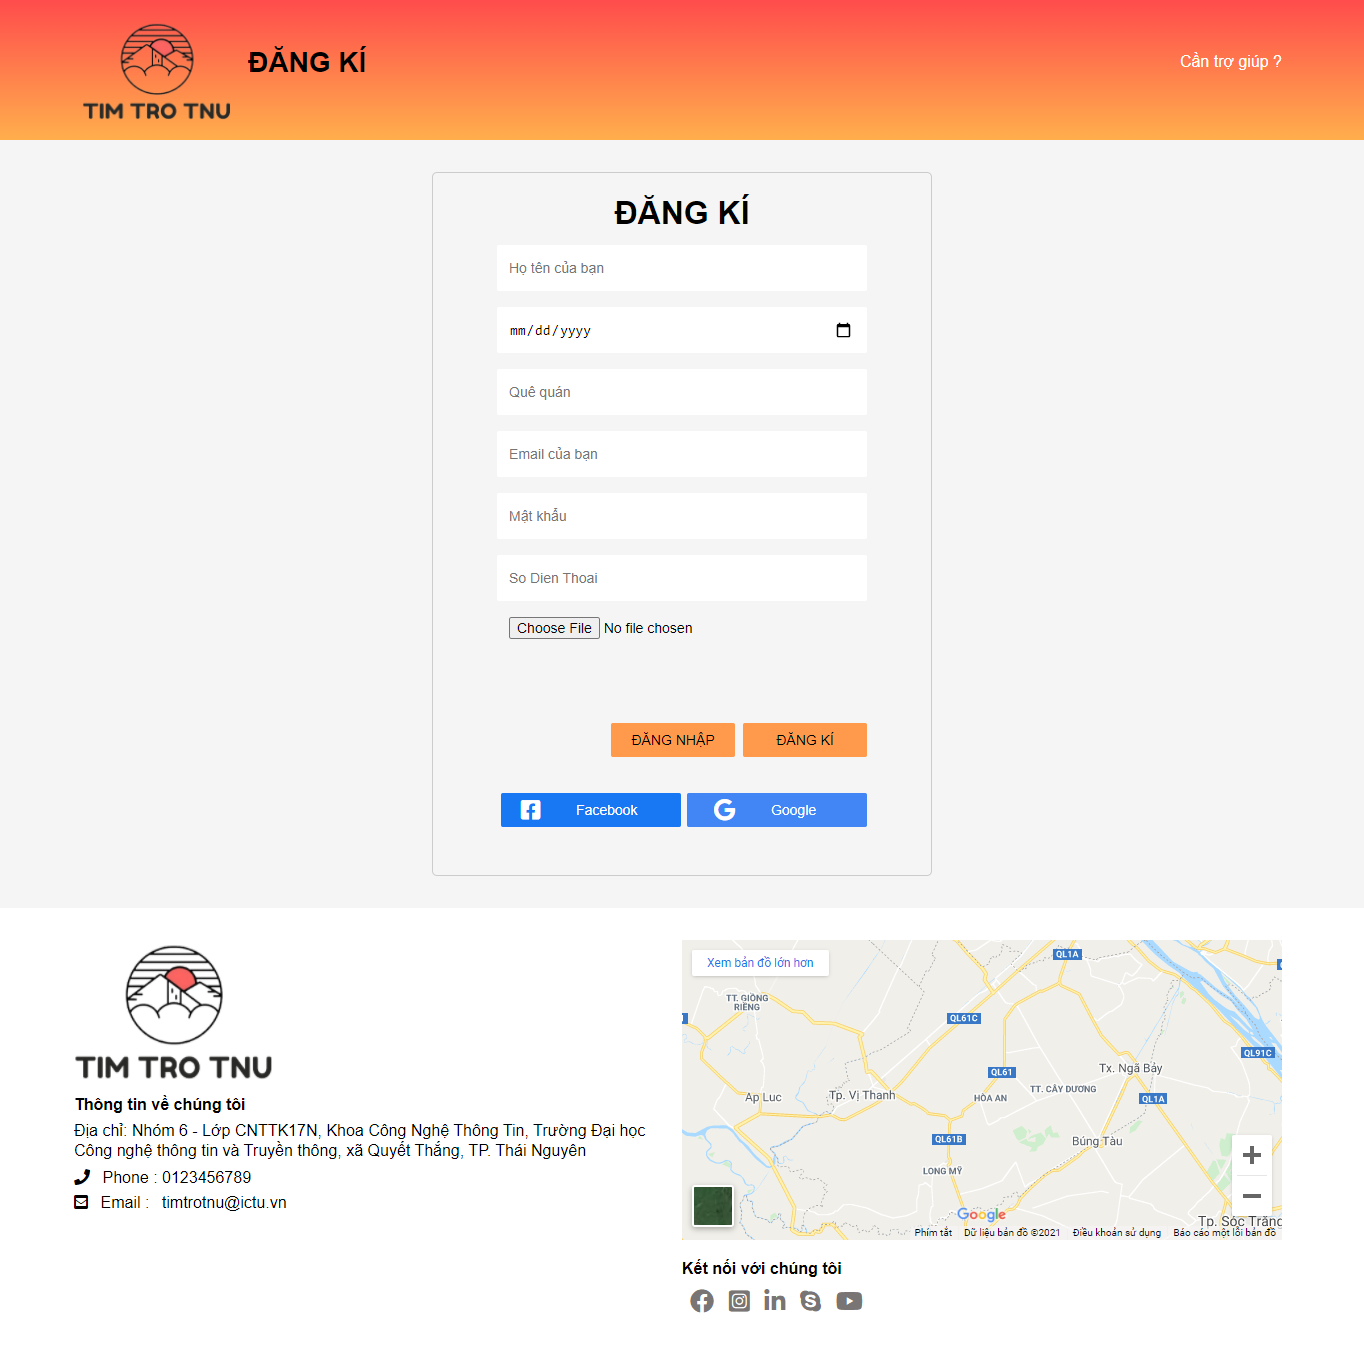 TIM TRO TNU
ĐĂNG KÍ
Cần trợ giúp ?
ĐĂNG KÍ
Họ tên của bạn
mm/dd/yyyy
Quê quán
Email của bạn
Mật khẩu
So Dien Thoai
Choose File No file chosen
ĐĂNG NHẬP
ĐĂNG KÍ
Facebook
Google
TIM TRO TNU
Thông tin về chúng tôi
Địa chỉ: Nhóm 6 - Lớp CNTTK17N, Khoa Công Nghệ Thông Tin, Trường Đại học
Công nghệ thông tin và Truyền thông, xã Quyết Thắng, TP. Thái Nguyên
Phone : 0123456789
Email : timtrotnu@ictu.vn
Xem bản đồ lớn hơn
QL1A
TT. GIỒNG
RIỀNG
QL61C
QL91C
QL61
Tx. Ngã Bảy
TT. CÂY DƯƠNG
Ap Luc
Tp. Vị Thanh
HÒA AN
QL1A
QL61B
Búng Tàu
LONG MỸ
Google
Tp. Sóc Trăng
Phím tắt
Dữ liệu bản đồ ©2021
Điều khoản sử dụng
Báo cáo một lỗi bản đồ
Kết nối với chúng tôi